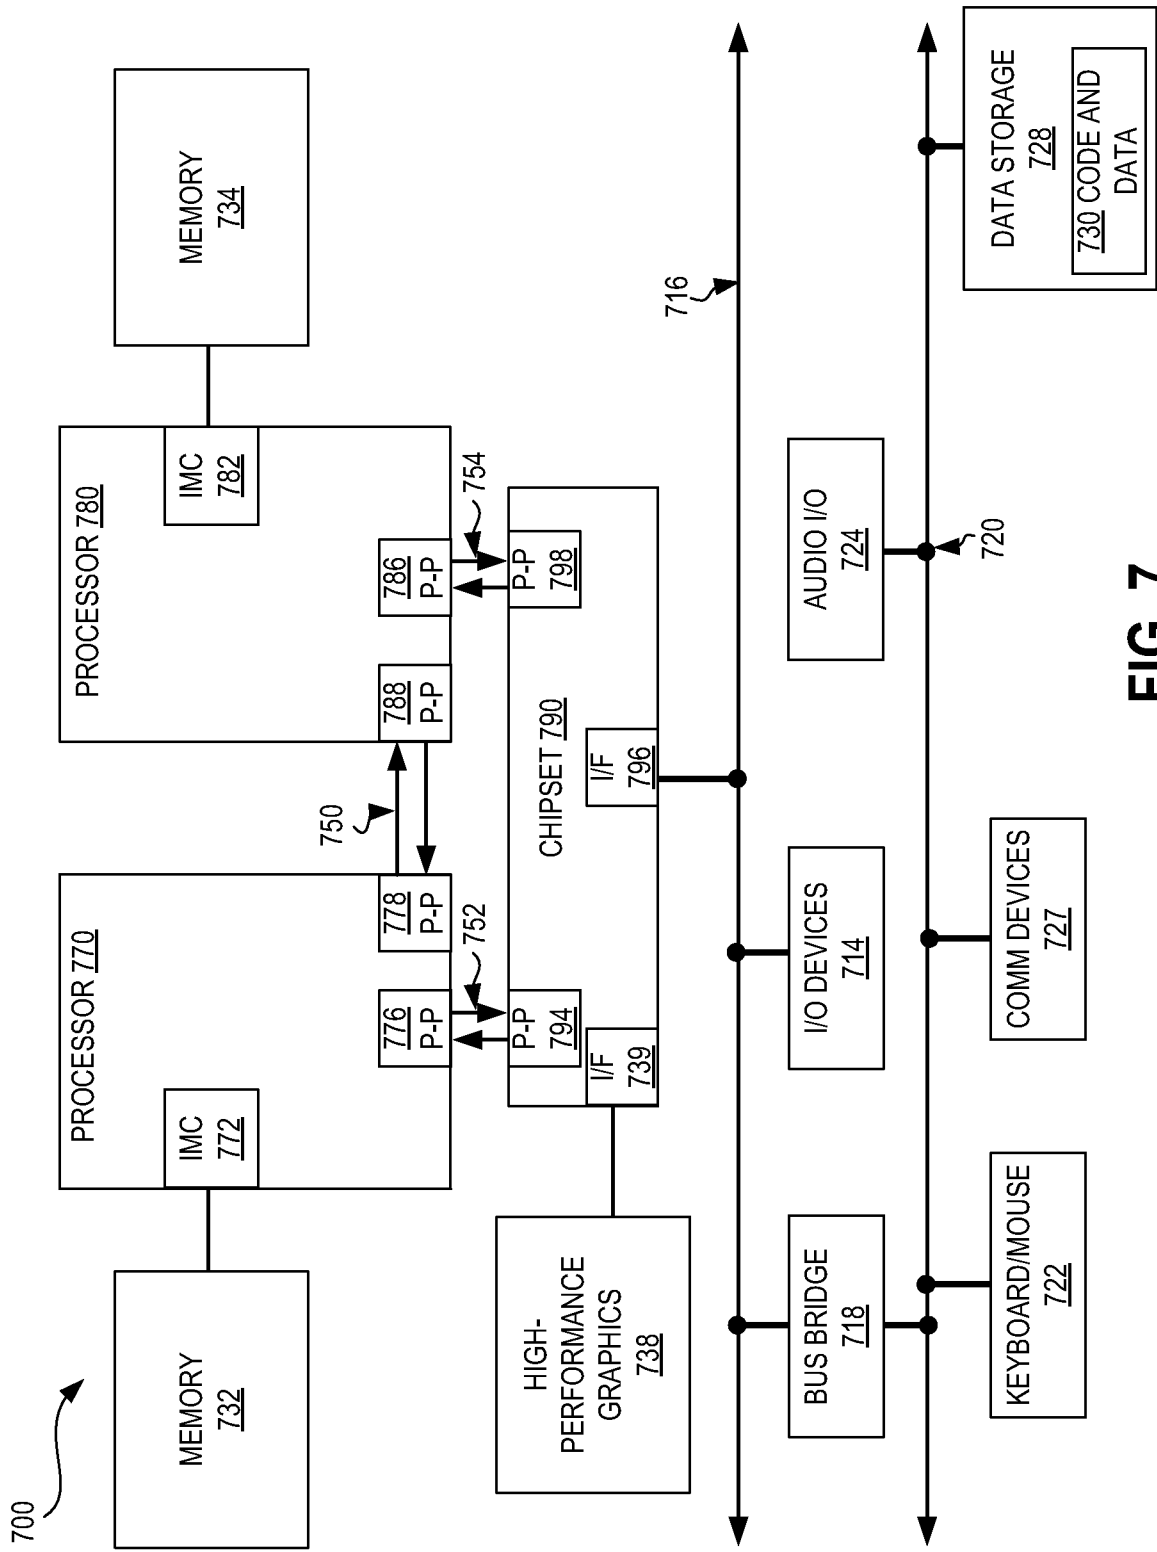 700
MEMORY
732
PROCESSOR 770
IMC
772
776
P-P
778
P-P
750
PROCESSOR 780
788
P-P
786
P-P
IMC
782
MEMORY
734
752
754
HIGH-
PERFORMANCE
GRAPHICS
738
P-P
794
I/F
739
CHIPSET 790
I/F
796
P-P
798
716
BUS BRIDGE
718
I/O DEVICES
714
AUDIO I/O
724
720
KEYBOARD/MOUSE
722
COMM DEVICES
727
DATA STORAGE
728
730 CODE AND
DATA
FIG. 7